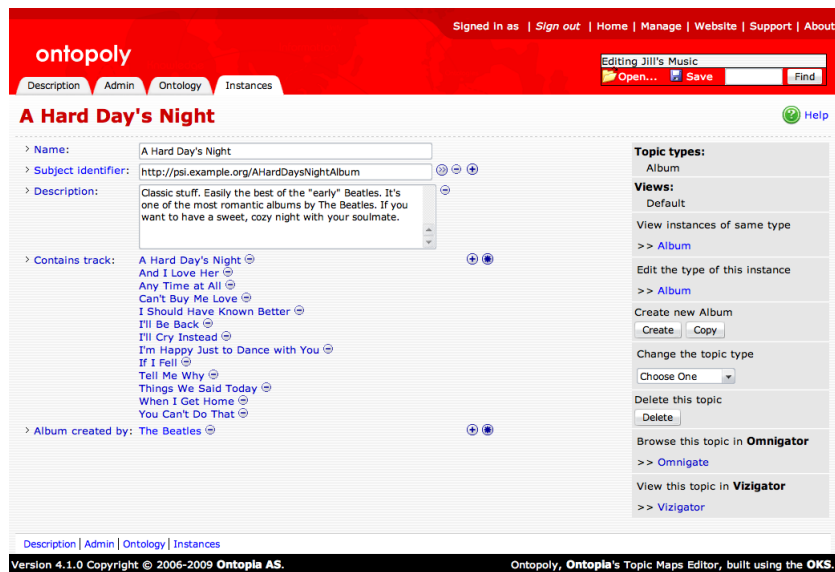 Signed in as | Sign out | Home | Manage | Website | Support | About
ontopoly
Editing Jill's Music
Open... Save Find
Description Admin Ontology Instances
A Hard Day's Night
Help
> Name: A Hard Day's Night
> Subject identifier: http://psi.example.org/AHardDaysNightAlbum
> Description: Classic stuff. Easily the best of the "early" Beatles. It's
one of the most romantic albums by The Beatles. If you
want to have a sweet, cozy night with your soulmate.
> Contains track: A Hard Day's Night
And I Love Her
Any Time at All
Can't Buy Me Love
I Should Have Known Better
I'll Be Back
I'll Cry Instead
I'm Happy Just to Dance with You
If I Fell
Tell Me Why
Things We Said Today
When I Get Home
You Can't Do That
> Album created by: The Beatles
Topic types:
Album
Views:
Default
View instances of same type
>> Album
Edit the type of this instance
>> Album
Create new Album
Create Copy
Change the topic type
Choose One
Delete this topic
Delete
Browse this topic in Omnigator
>> Omnigate
View this topic in Vizigator
>> Vizigator
Description | Admin | Ontology | Instances
Version 4.1.0 Copyright © 2006-2009 Ontopia AS.
Ontopoly, Ontopia's Topic Maps Editor, built using the OKS.